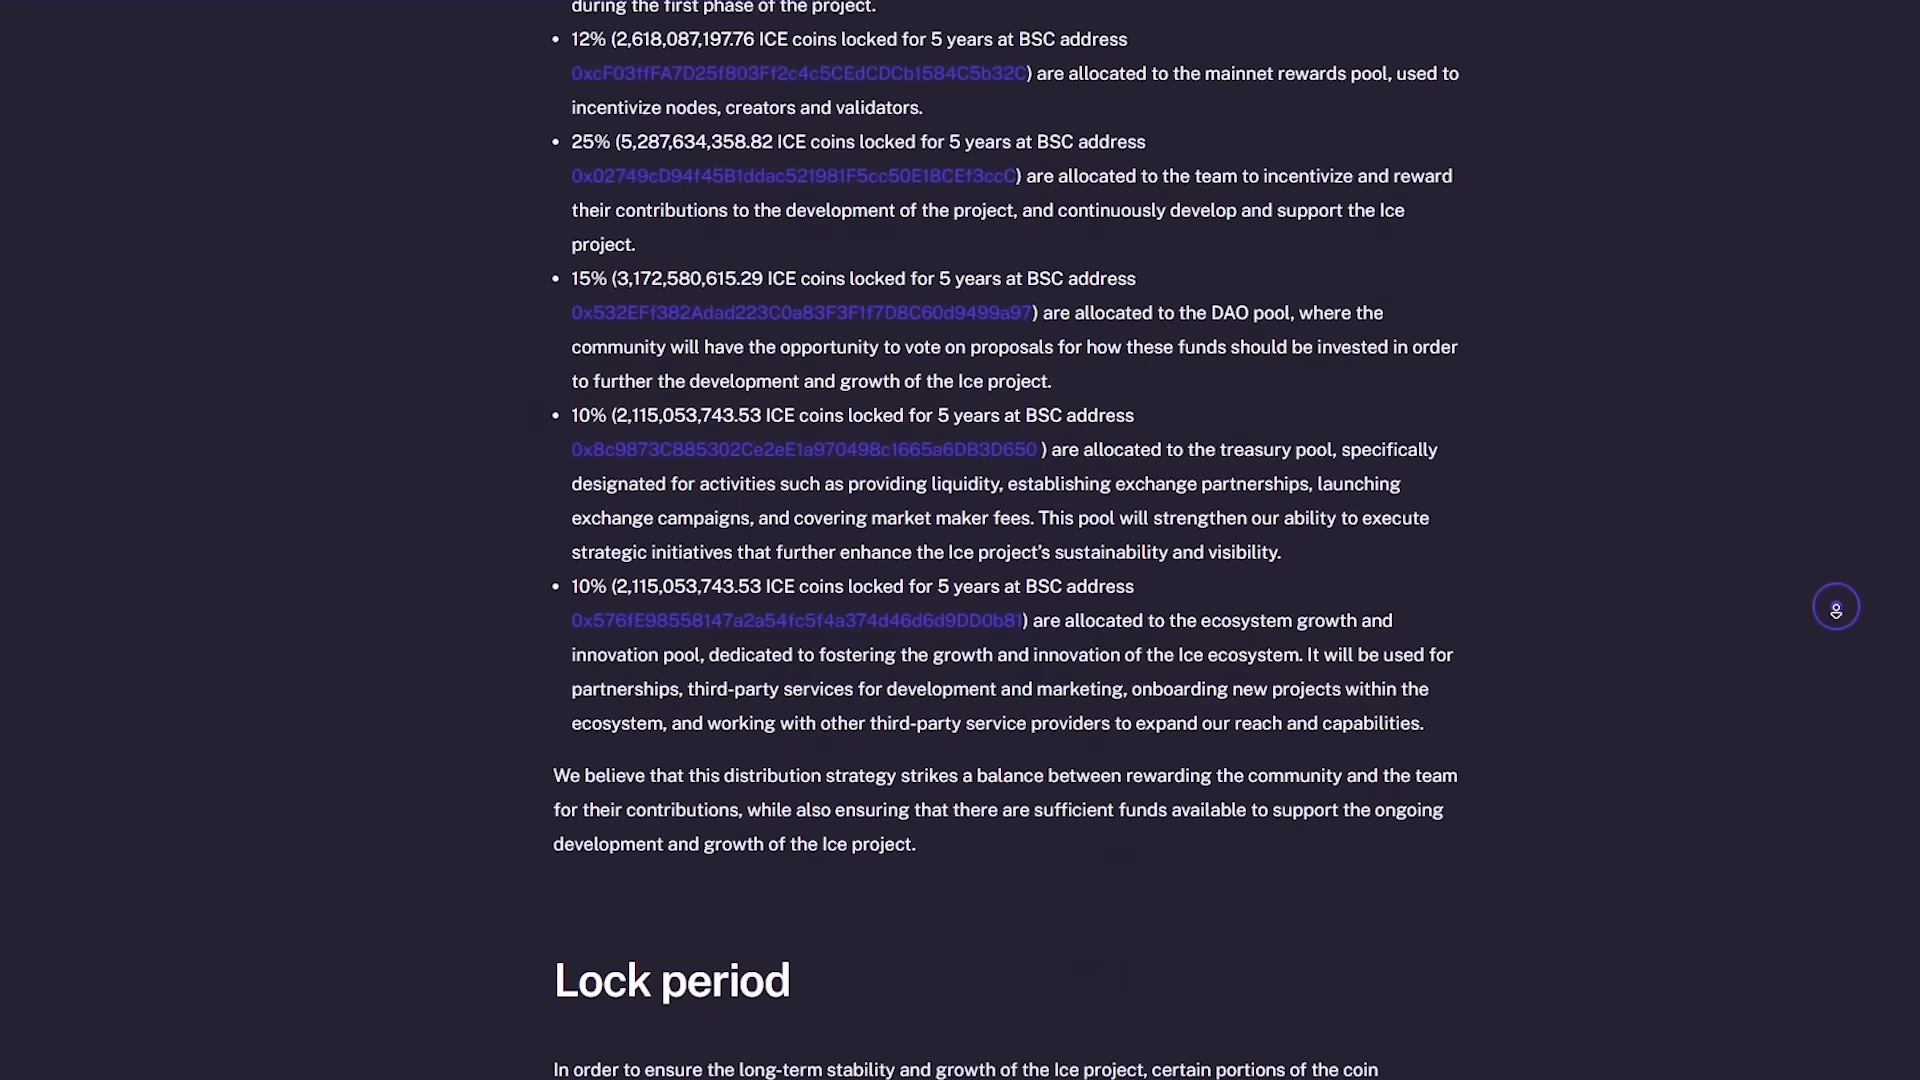 during the first phase of the project.
• 12% (2,618,087,197.76 ICE coins locked for 5 years at BSC address
0xcF03ffFA7D25f803Ff2c4c5CEdCDCb1584C5b32C) are allocated to the mainnet rewards pool, used to
incentivize nodes, creators and validators.
• 25% (5,287,634,358.82 ICE coins locked for 5 years at BSC address
0x02749cD94f45B1ddac521981F5cc50E18CEf3ccC) are allocated to the team to incentivize and reward
their contributions to the development of the project, and continuously develop and support the Ice
project.
• 15% (3,172,580,615.29 ICE coins locked for 5 years at BSC address
0x532EFf382Adad223C0a83F3F1f7D8C60d9499a97) are allocated to the DAO pool, where the
community will have the opportunity to vote on proposals for how these funds should be invested in order
to further the development and growth of the Ice project.
• 10% (2,115,053,743.53 ICE coins locked for 5 years at BSC address
0x8c9873C885302Ce2eE1a970498c1665a6DB3D650 ) are allocated to the treasury pool, specifically
designated for activities such as providing liquidity, establishing exchange partnerships, launching
exchange campaigns, and covering market maker fees. This pool will strengthen our ability to execute
strategic initiatives that further enhance the Ice project’s sustainability and visibility.
• 10% (2,115,053,743.53 ICE coins locked for 5 years at BSC address
0x576fE98558147a2a54fc5f4a374d46d6d9DD0b81) are allocated to the ecosystem growth and
innovation pool, dedicated to fostering the growth and innovation of the Ice ecosystem. It will be used for
partnerships, third-party services for development and marketing, onboarding new projects within the
ecosystem, and working with other third-party service providers to expand our reach and capabilities.
We believe that this distribution strategy strikes a balance between rewarding the community and the team
for their contributions, while also ensuring that there are sufficient funds available to support the ongoing
development and growth of the Ice project.
Lock period
In order to ensure the long-term stability and growth of the Ice project, certain portions of the coin